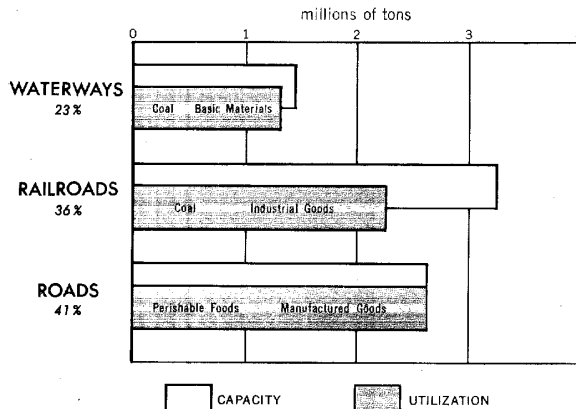 millions of tons
0 1 2 3
WATERWAYS
23%
Coal Basic Materials
RAILROADS
36%
Coal Industrial Goods
ROADS
41%
Perishable Foods Manufactured Goods
CAPACITY UTILIZATION